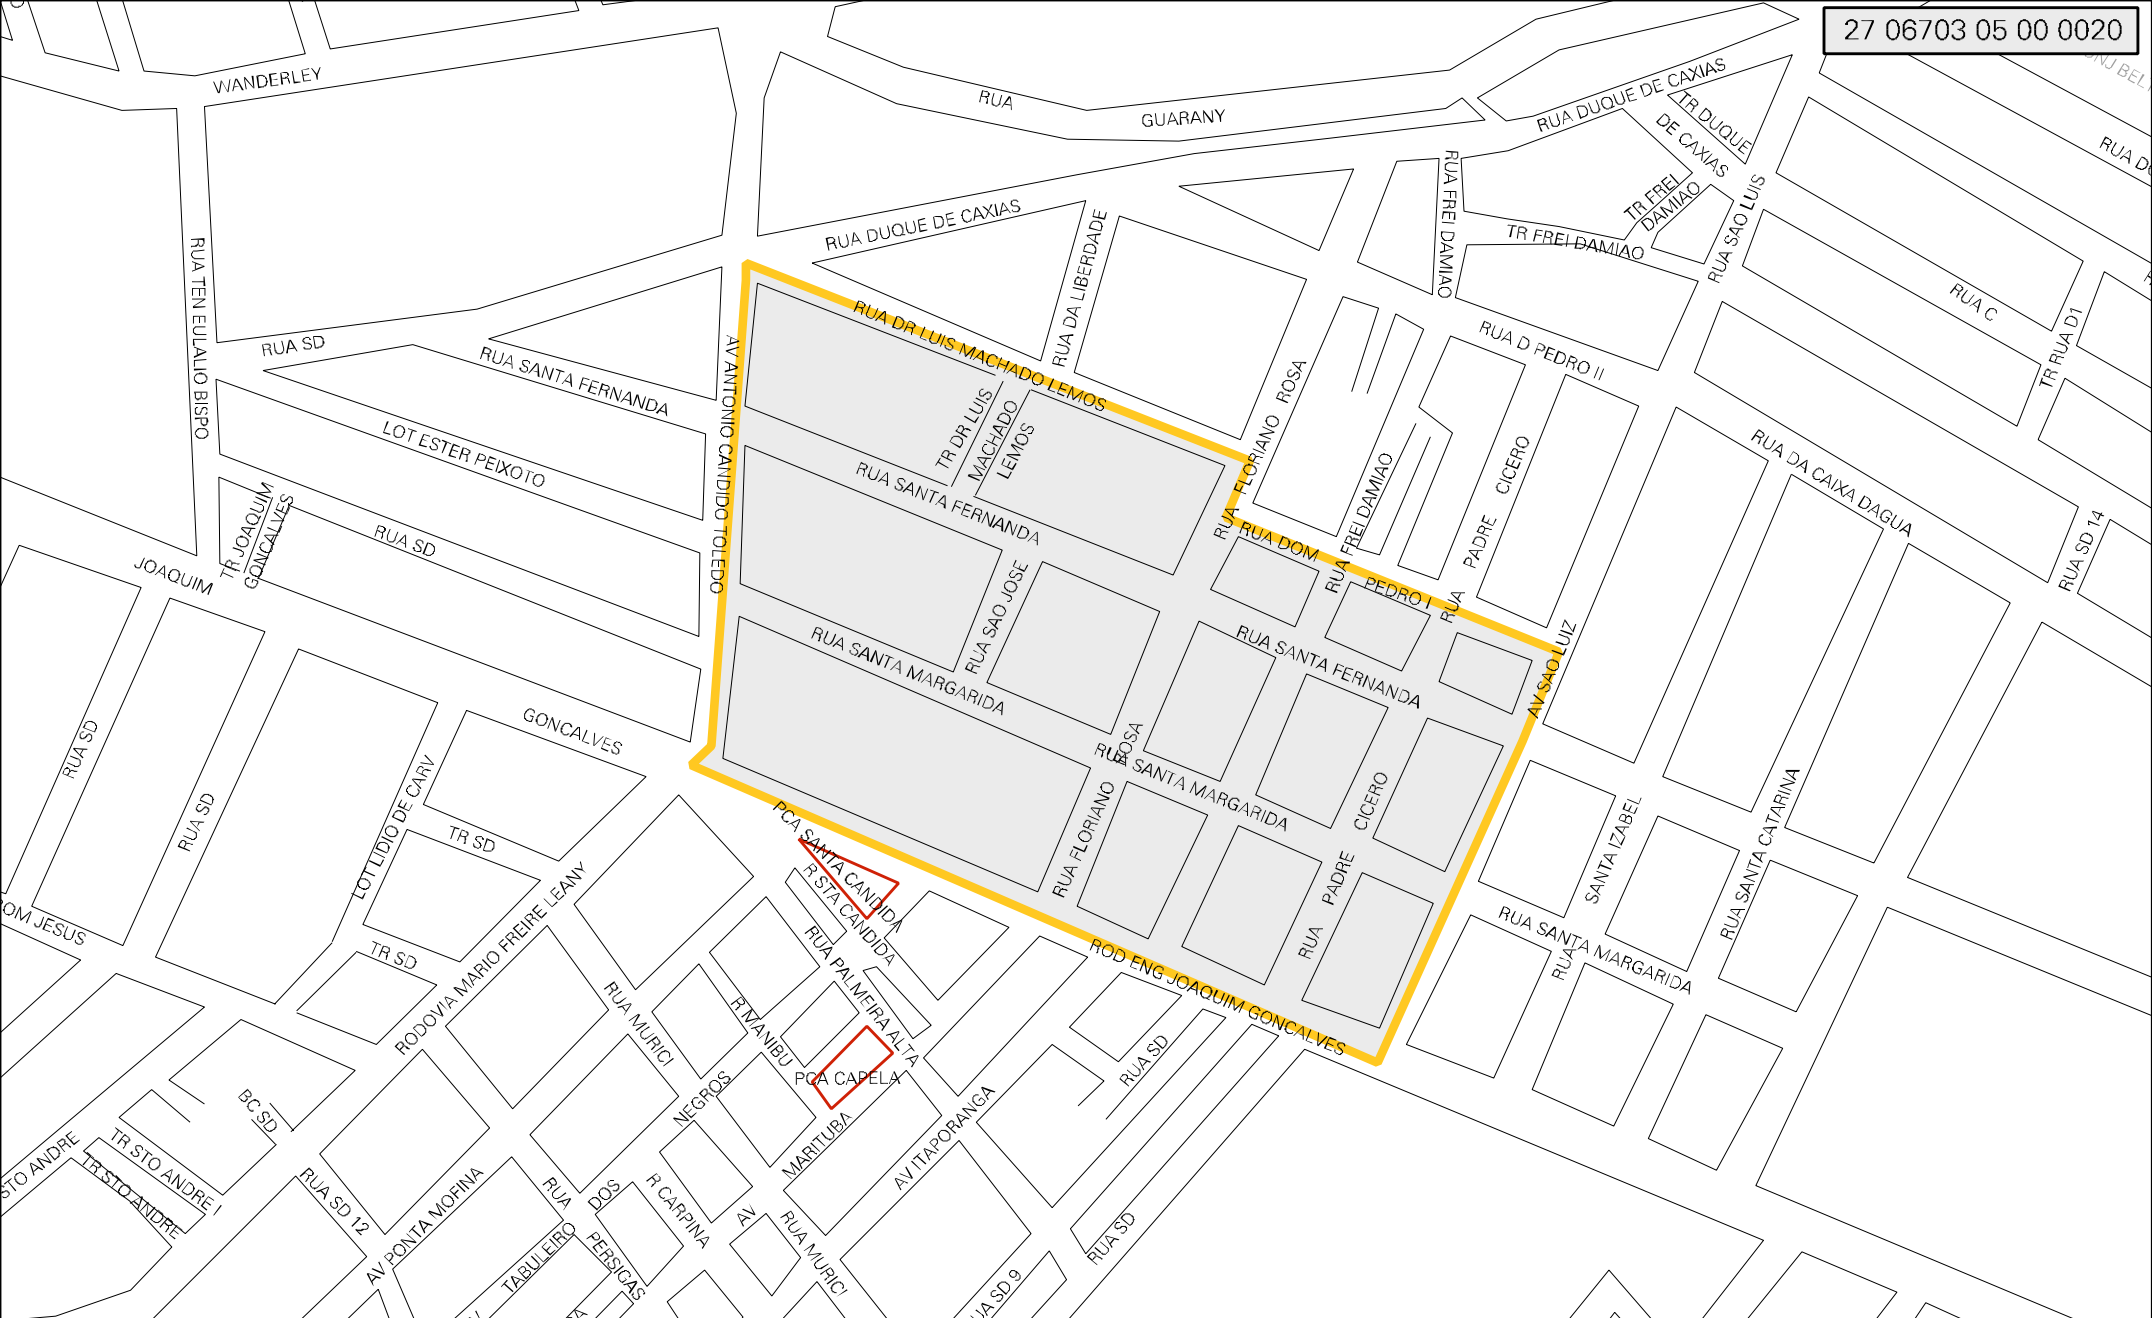 27 06703 05 00 0020
WANDERLEY
RUA
GUARANY
RUA DUQUE DE CAXIAS
TR DUQUE
DE CAXIAS
TR FREI
DAMIAO
RUA SAO LUIS
RUA FREI DAMIAO
TR FREI DAMIAO
RUA DUQUE DE CAXIAS
RUA DA LIBERDADE
RUA TEN EULALIO BISPO
RUA SD
RUA SANTA FERNANDA
LOT ESTER PEIXOTO
RUA SD
TR JOAQUIM
GONCALVES
JOAQUIM
GONCALVES
AV ANTONIO CANDIDO TOLEDO
RUA DR LUIS MACHADO LEMOS
TR DR LUIS
MACHADO
LEMOS
RUA SANTA FERNANDA
RUA SAO JOSE
RUA SANTA MARGARIDA
RUA FLORIANO ROSA
RUA D PEDRO II
RUA C
TR RUA D1
RUA DA CAIXA DAGUA
RUA SD 14
RUA FREI DAMIAO
RUA PADRE CICERO
RUA DOM
PEDRO I
AV SAO LUIZ
RUA SANTA FERNANDA
RUA SANTA MARGARIDA
RUA FLORIANO
ROSA
RUA PADRE CICERO
RUA SANTA IZABEL
RUA SANTA CATARINA
RUA SANTA MARGARIDA
ROD ENG JOAQUIM GONCALVES
RUA SD
RUA SD
LOT LIDIO DE CARV
TR SD
TR SD
OM JESUS
RODOVIA MARIO FREIRE LEANY
PCA SANTA CANDIDA
R STA CANDIDA
RUA PALMEIRA ALTA
R MANIBU
RUA MURICI
PCA CAPELA
NEGROS
MARITUBA
AV ITAPORANGA
RUA SD
RUA SD
UA SD 9
BC SD
STO ANDRE
TR STO ANDRE I
TR STO ANDRE
RUA SD 12
AV PONTA MOFINA
RUA
PERSIGAS
DOS
TABULEIRO
R CARPINA
AV
RUA MURICI